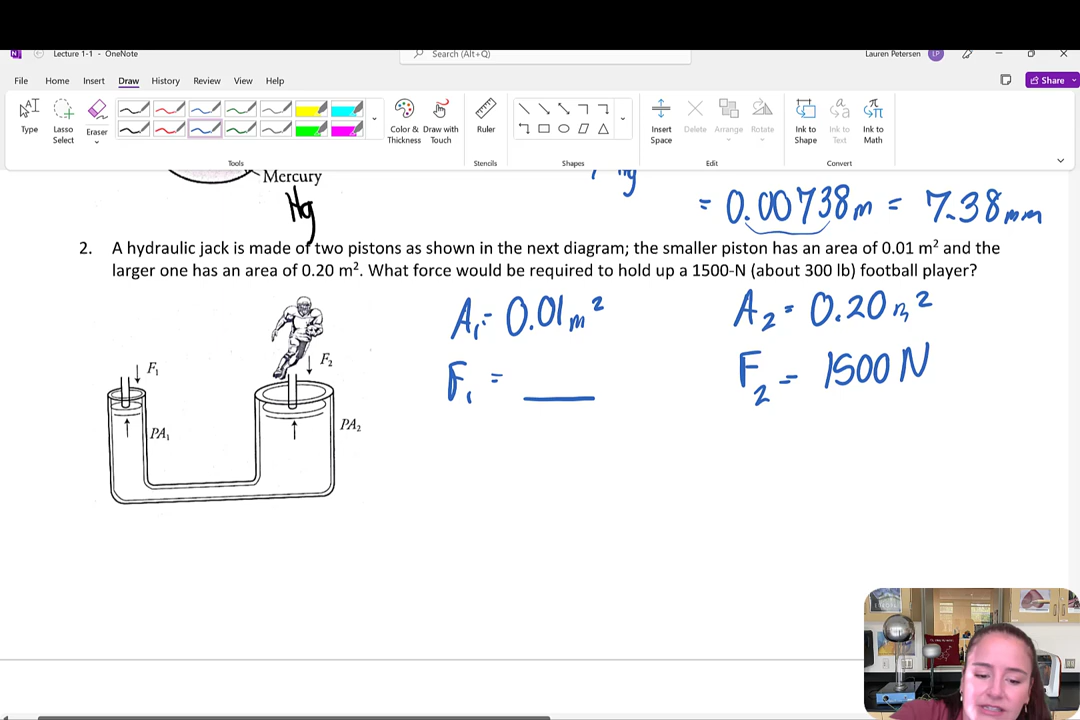 Lecture 1-1 - OneNote
Search (Alt+Q)
Lauren Petersen
LP
File Home Insert Draw History Review View Help
Share
Type
Lasso Select
Eraser
Color & Thickness
Draw with Touch
Ruler
Insert Space
Delete
Arrange
Rotate
Ink to Shape
Ink to Text
Ink to Math
Tools
Stencils
Shapes
Edit
Convert
Mercury
Hg
Hg
= 0.00738m = 7.38mm
2. A hydraulic jack is made of two pistons as shown in the next diagram; the smaller piston has an area of 0.01 m² and the
larger one has an area of 0.20 m². What force would be required to hold up a 1500-N (about 300 lb) football player?
A₁ = 0.01 m²
A₂ = 0.20 m²
F₁ = ____
F₂ = 1500 N
F₁
F₂
PA₁
PA₂